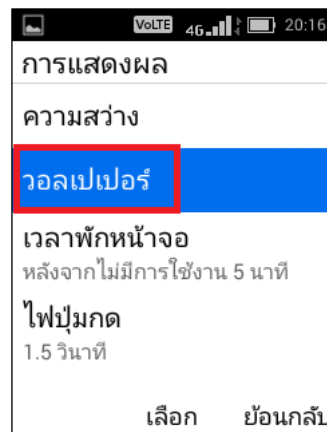 VoLTE 4G 20:16
การแสดงผล
ความสว่าง
วอลเปเปอร์
เวลาพักหน้าจอ
หลังจากไม่มีการใช้งาน 5 นาที
ไฟปุ่มกด
1.5 วินาที
เลือก ย้อนกลับ